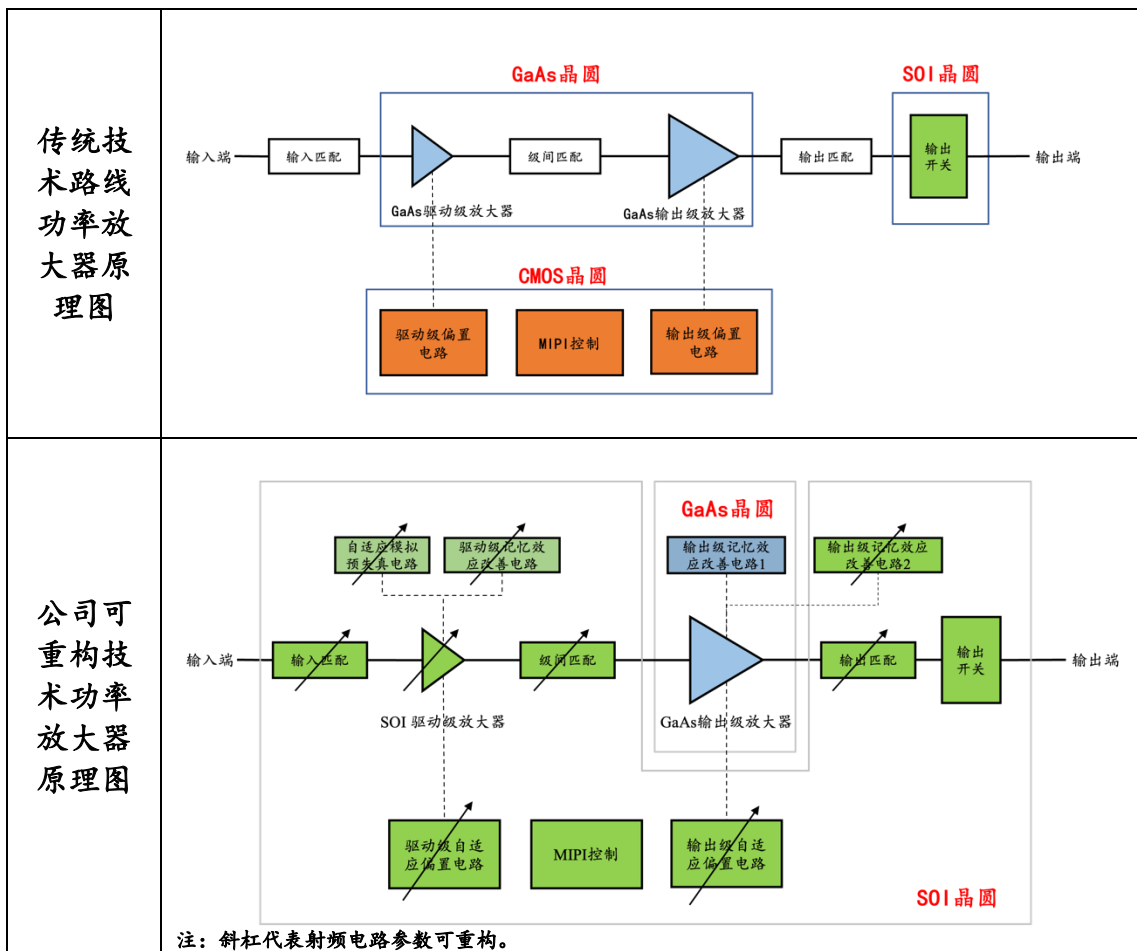 传统技
术路线
功率放
大器原
理图
GaAs晶圆
SOI晶圆
输入端
输入匹配
级间匹配
输出匹配
输出
开关
输出端
GaAs驱动级放大器
GaAs输出级放大器
CMOS晶圆
驱动级偏置
电路
MIPI控制
输出级偏置
电路
公司可
重构技
术功率
放大器
原理图
GaAs晶圆
自适应模拟
预失真电路
驱动级记忆效
应改善电路
输出级记忆效
应改善电路1
输出级记忆效应
改善电路2
输入端
输入匹配
级间匹配
输出匹配
输出
开关
输出端
SOI 驱动级放大器
GaAs输出级放大器
驱动级自适
应偏置电路
MIPI控制
输出级自适
应偏置电路
SOI晶圆
注：斜杠代表射频电路参数可重构。